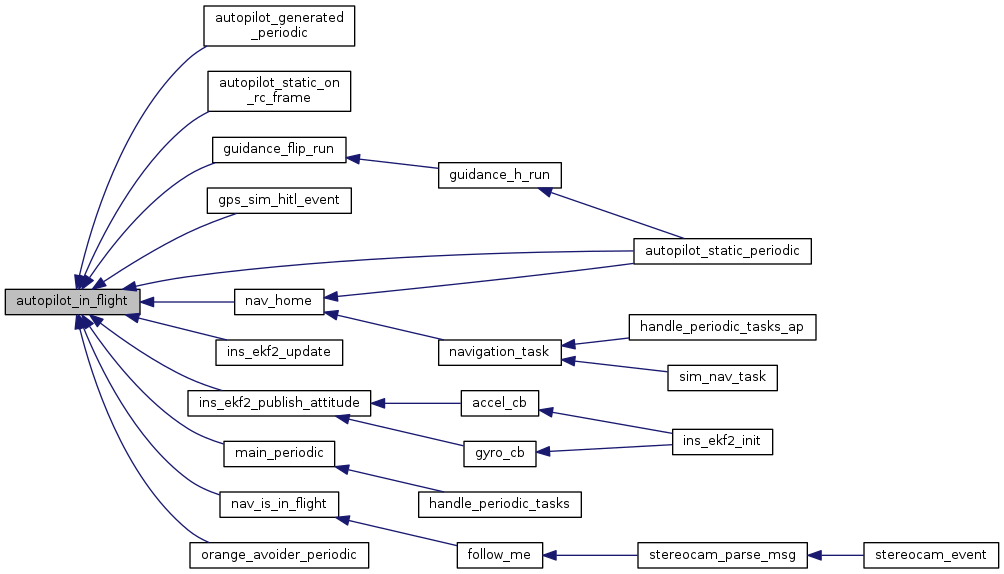 autopilot_generated
_periodic
autopilot_static_on
_rc_frame
guidance_flip_run
guidance_h_run
gps_sim_hitl_event
autopilot_static_periodic
autopilot_in_flight
nav_home
handle_periodic_tasks_ap
ins_ekf2_update
navigation_task
sim_nav_task
ins_ekf2_publish_attitude
accel_cb
ins_ekf2_init
main_periodic
gyro_cb
nav_is_in_flight
handle_periodic_tasks
orange_avoider_periodic
follow_me
stereocam_parse_msg
stereocam_event